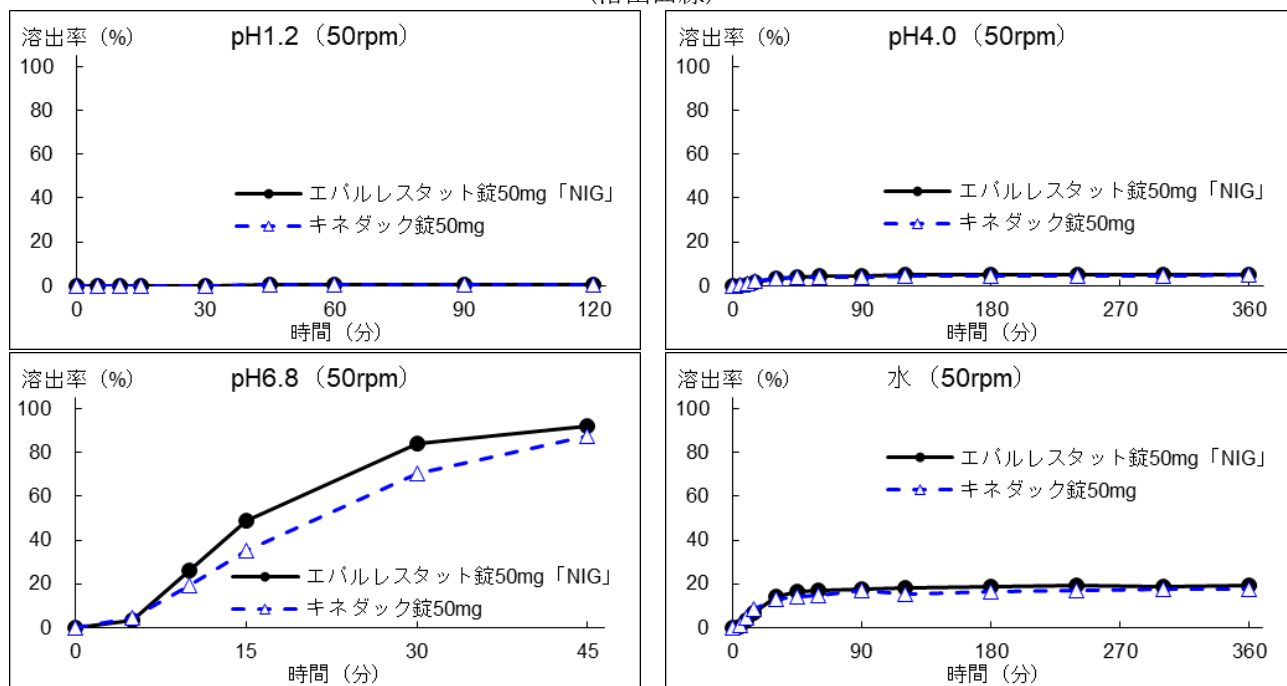 (溶出曲線)
溶出率 (%) pH1.2 (50rpm)
100
80
60
40
20
0
エバルレスタット錠50mg「NIG」
キネダック錠50mg
0 30 60 90 120
時間 (分)
溶出率 (%) pH4.0 (50rpm)
100
80
60
40
20
0
エパルレスタット錠50mg「NIG」
キネダック錠50mg
0 90 180 270 360
時間 (分)
溶出率 (%) pH6.8 (50rpm)
100
80
60
40
20
0
エパルレスタット錠50mg「NIG」
キネダック錠50mg
0 15 30 45
時間 (分)
溶出率 (%) 水 (50rpm)
100
80
60
40
20
0
エパルレスタット錠50mg「NIG」
キネダック錠50mg
0 90 180 270 360
時間 (分)